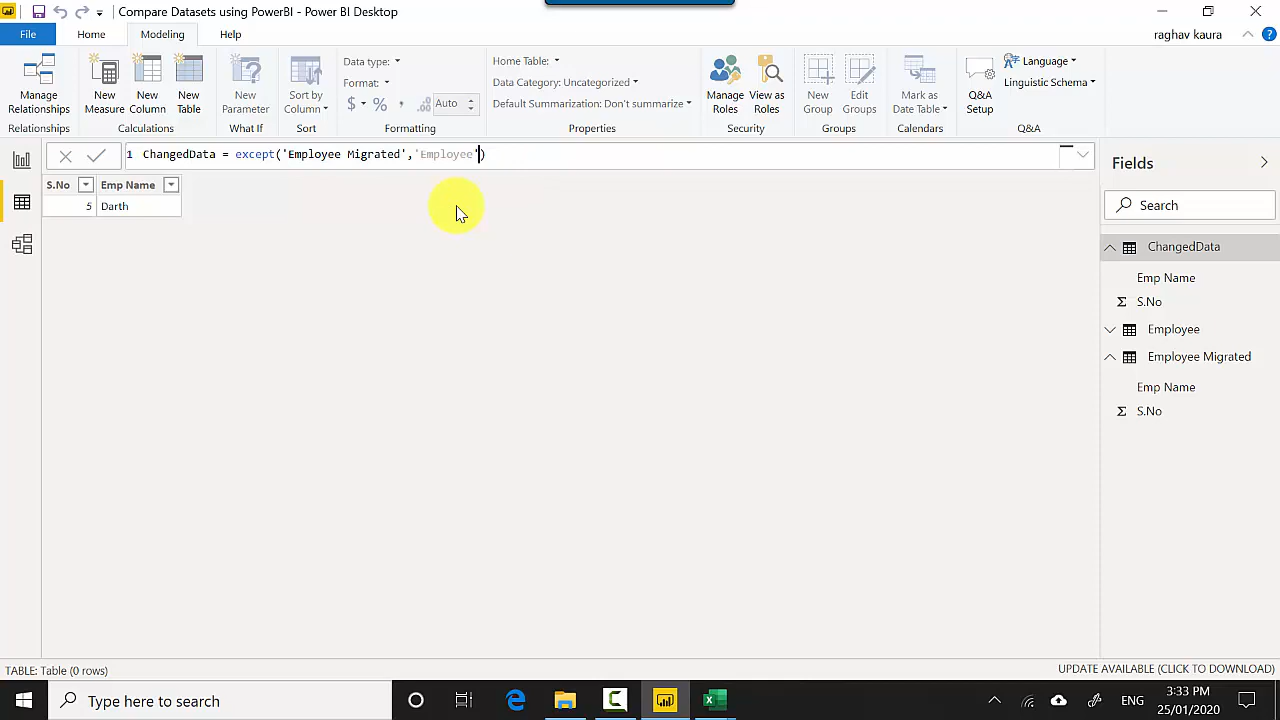 Compare Datasets using PowerBI - Power BI Desktop
File Home Modeling Help raghav kaura
Manage Relationships
New Measure
New Column
New Table
New Parameter
Sort by Column
Data type:
Format:
$ % , .00 Auto
Home Table:
Data Category: Uncategorized
Default Summarization: Don't summarize
Manage Roles
View as Roles
New Group
Edit Groups
Mark as Date Table
Q&A Setup
Language
Linguistic Schema
Relationships Calculations What If Sort Formatting Properties Security Groups Calendars Q&A
1 ChangedData = except('Employee Migrated','Employee')
Fields
S.No Emp Name
5 Darth
Search
ChangedData
Emp Name
Σ S.No
Employee
Employee Migrated
Emp Name
Σ S.No
TABLE: Table (0 rows) UPDATE AVAILABLE (CLICK TO DOWNLOAD)
Type here to search
ENG
3:33 PM
25/01/2020